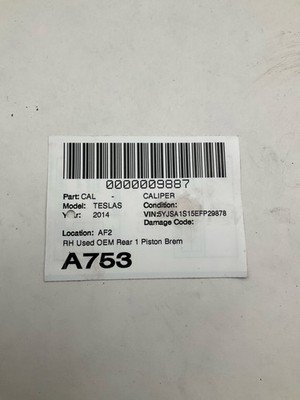 0000009887
Part: CAL - CALIPER
Model: TESLAS Condition:
Year: 2014 VIN:5YJSA1S15EFP29878
Damage Code:
Location: AF2
RH Used OEM Rear 1 Piston Brem
A753